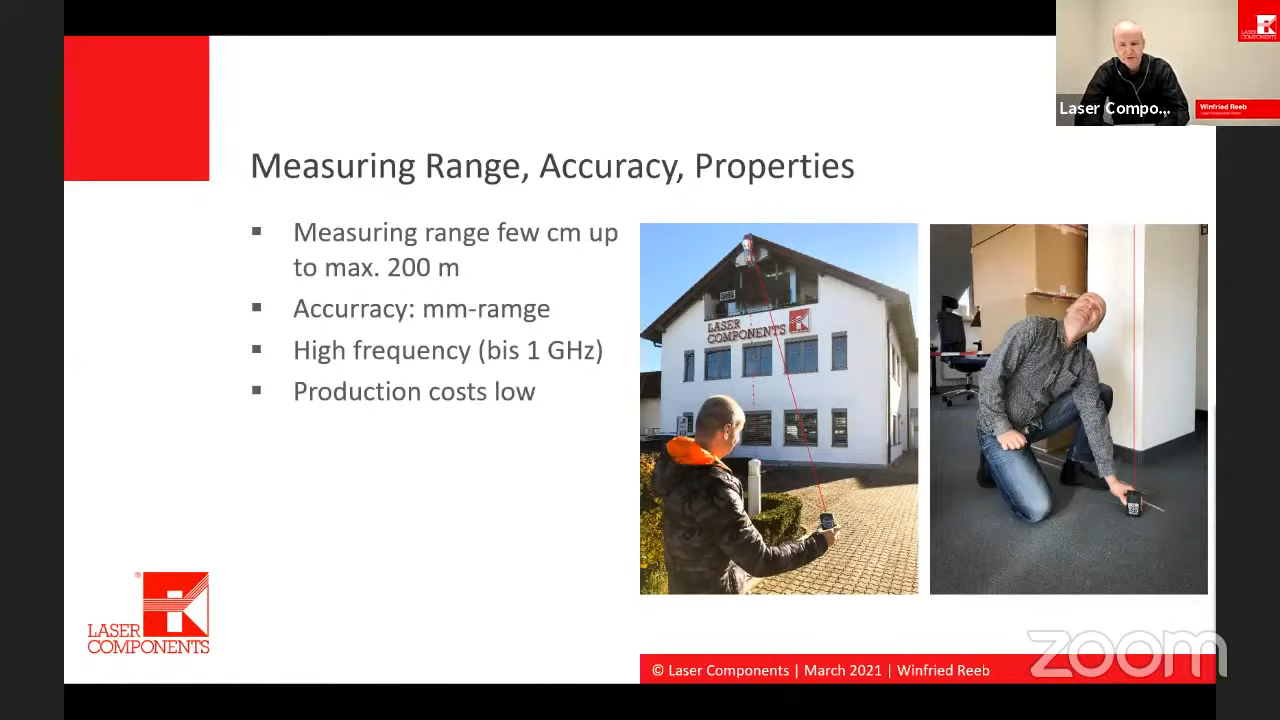 LASER
COMPONENTS
Laser Compo...
Winfried Reeb
Measuring Range, Accuracy, Properties
▪ Measuring range few cm up
to max. 200 m
▪ Accurracy: mm-ramge
▪ High frequency (bis 1 GHz)
▪ Production costs low
LASER
COMPONENTS
®
LASER
COMPONENTS
© Laser Components | March 2021 | Winfried Reeb
zoom